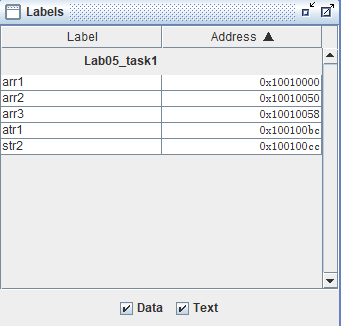 Labels
Label Address ▲
Lab05_task1
arr1 0x10010000
arr2 0x10010050
arr3 0x10010058
atr1 0x100100bc
str2 0x100100cc
Data Text